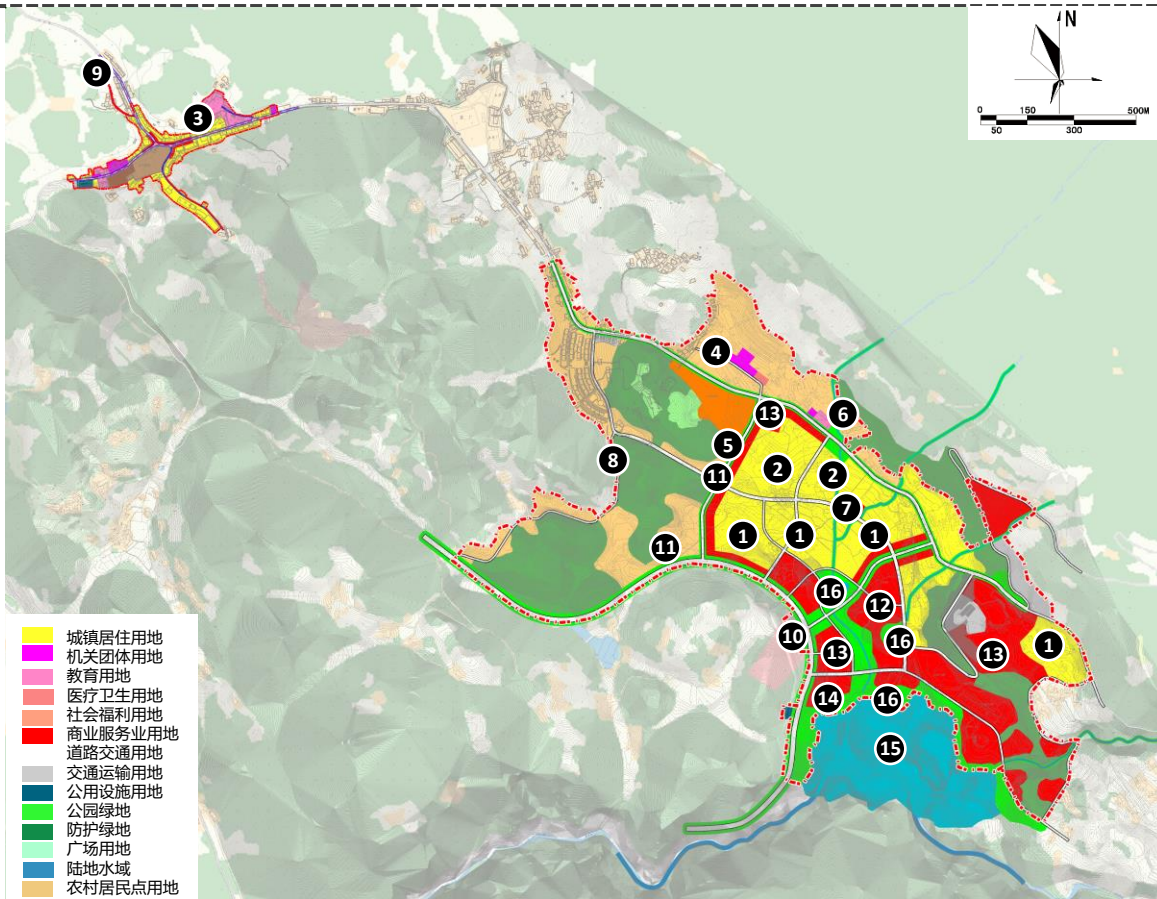 N
0 150 500M
50 300
9
3
4
13
6
5
8
2
11
2
7
1
1
1
11
16
12
10
13
16
13
1
14
16
15
城镇居住用地
机关团体用地
教育用地
医疗卫生用地
社会福利用地
商业服务业用地
道路交通用地
交通运输用地
公用设施用地
公园绿地
防护绿地
广场用地
陆地水域
农村居民点用地